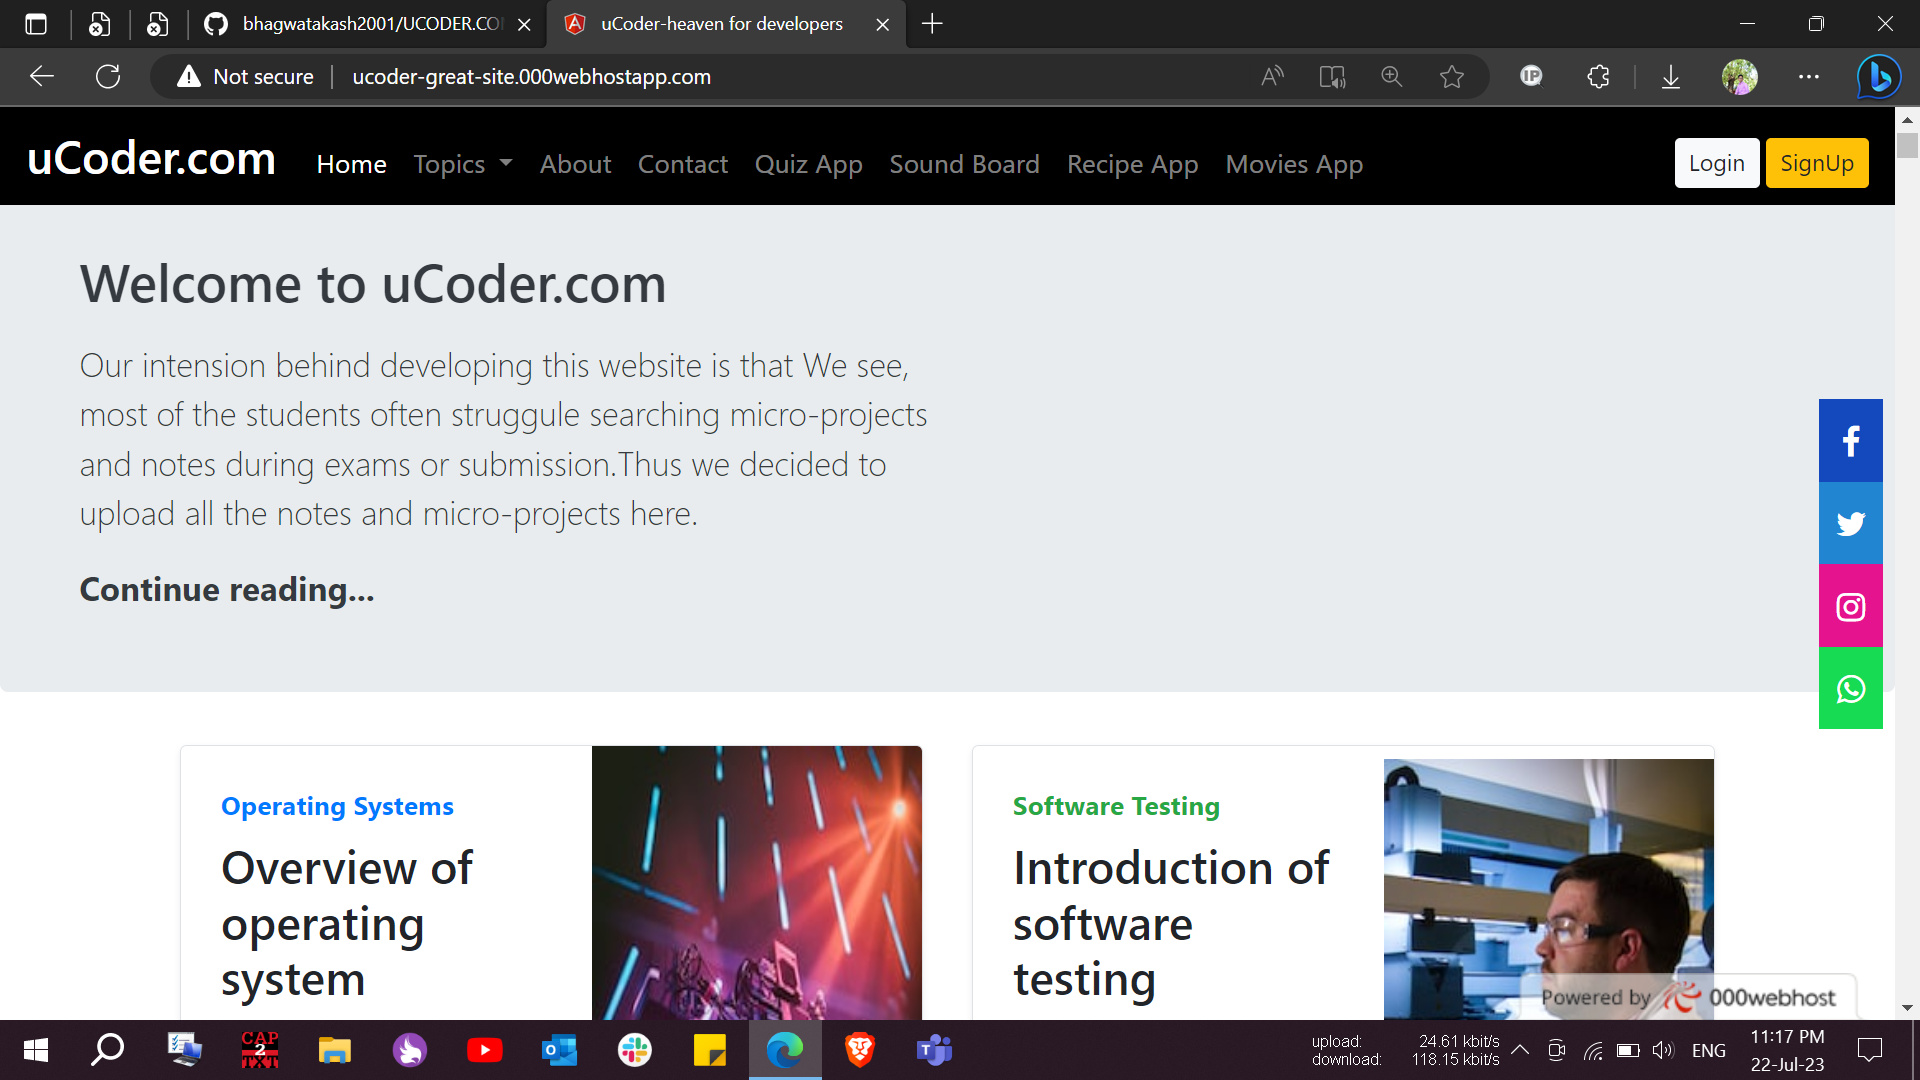 bhagwatakash2001/UCODER.CO
uCoder-heaven for developers
Not secure
ucoder-great-site.000webhostapp.com
uCoder.com
Home
Topics
About
Contact
Quiz App
Sound Board
Recipe App
Movies App
Login
SignUp
Welcome to uCoder.com
Our intension behind developing this website is that We see,
most of the students often struggule searching micro-projects
and notes during exams or submission.Thus we decided to
upload all the notes and micro-projects here.
Continue reading...
Operating Systems
Overview of
operating
system
Software Testing
Introduction of
software
testing
Powered by 000webhost
CAP
2
TXT
upload: 24.61 kbit/s
download: 118.15 kbit/s
ENG
11:17 PM
22-Jul-23